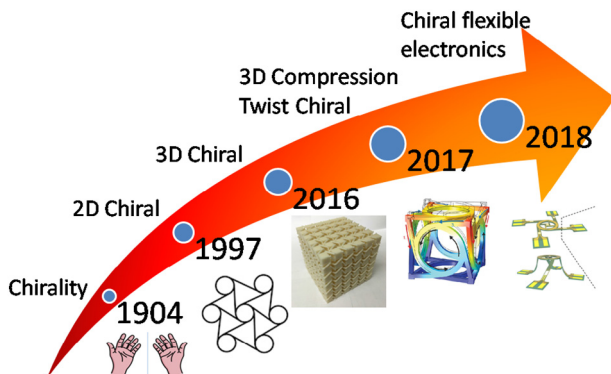 Chiral flexible
electronics
3D Compression
Twist Chiral
2018
2017
3D Chiral
2016
2D Chiral
1997
Chirality
1904